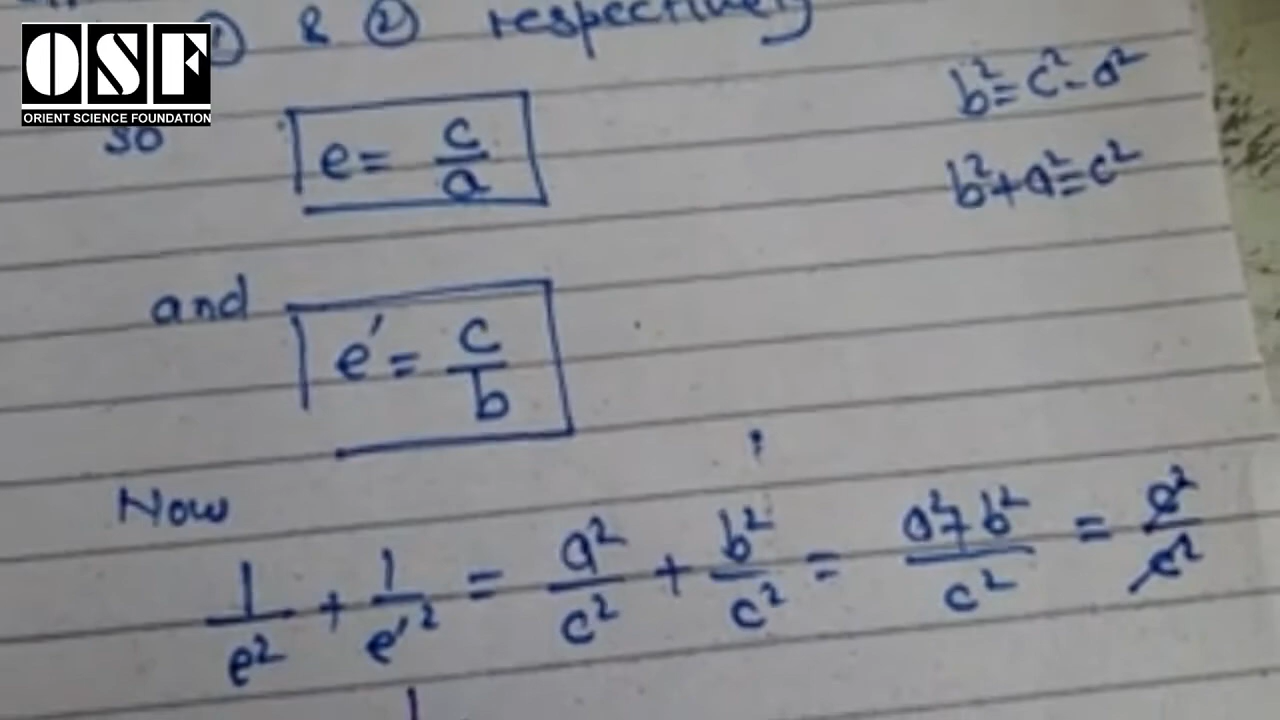 ① & ② respectively
OSF
ORIENT SCIENCE FOUNDATION
so e = c/a
b² = c² - a²
b² + a² = c²
and e' = c/b
Now
1/e² + 1/e'² = a²/c² + b²/c² = a²+b²/c² = c²/c²